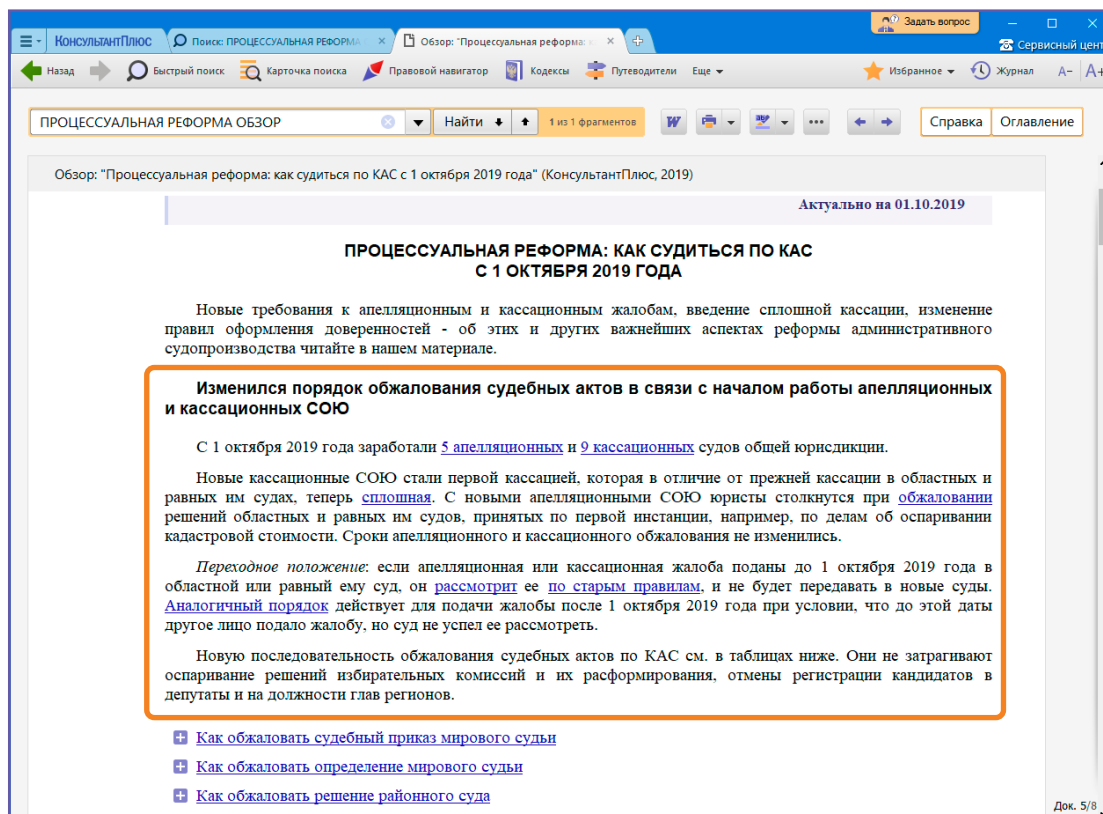 Задать вопрос
КонсультантПлюс
Поиск: ПРОЦЕССУАЛЬНАЯ РЕФОРМА
Обзор: "Процессуальная реформа:
Сервисный цент
Назад
Быстрый поиск
Карточка поиска
Правовой навигатор
Кодексы
Путеводители
Еще
Избранное
Журнал
А-
А+
ПРОЦЕССУАЛЬНАЯ РЕФОРМА ОБЗОР
Найти
1 из 1 фрагментов
Справка
Оглавление
Обзор: "Процессуальная реформа: как судиться по КАС с 1 октября 2019 года" (КонсультантПлюс, 2019)
Актуально на 01.10.2019
ПРОЦЕССУАЛЬНАЯ РЕФОРМА: КАК СУДИТЬСЯ ПО КАС
С 1 ОКТЯБРЯ 2019 ГОДА
Новые требования к апелляционным и кассационным жалобам, введение сплошной кассации, изменение
правил оформления доверенностей - об этих и других важнейших аспектах реформы административного
судопроизводства читайте в нашем материале.
Изменился порядок обжалования судебных актов в связи с началом работы апелляционных
и кассационных СОЮ
С 1 октября 2019 года заработали 5 апелляционных и 9 кассационных судов общей юрисдикции.
Новые кассационные СОЮ стали первой кассацией, которая в отличие от прежней кассации в областных и
равных им судах, теперь сплошная. С новыми апелляционными СОЮ юристы столкнутся при обжаловании
решений областных и равных им судов, принятых по первой инстанции, например, по делам об оспаривании
кадастровой стоимости. Сроки апелляционного и кассационного обжалования не изменились.
Переходное положение: если апелляционная или кассационная жалоба поданы до 1 октября 2019 года в
областной или равный ему суд, он рассмотрит ее по старым правилам, и не будет передавать в новые суды.
Аналогичный порядок действует для подачи жалобы после 1 октября 2019 года при условии, что до этой даты
другое лицо подало жалобу, но суд не успел ее рассмотреть.
Новую последовательность обжалования судебных актов по КАС см. в таблицах ниже. Они не затрагивают
оспаривание решений избирательных комиссий и их расформирования, отмены регистрации кандидатов в
депутаты и на должности глав регионов.
Как обжаловать судебный приказ мирового судьи
Как обжаловать определение мирового судьи
Как обжаловать решение районного суда
Док. 5/8